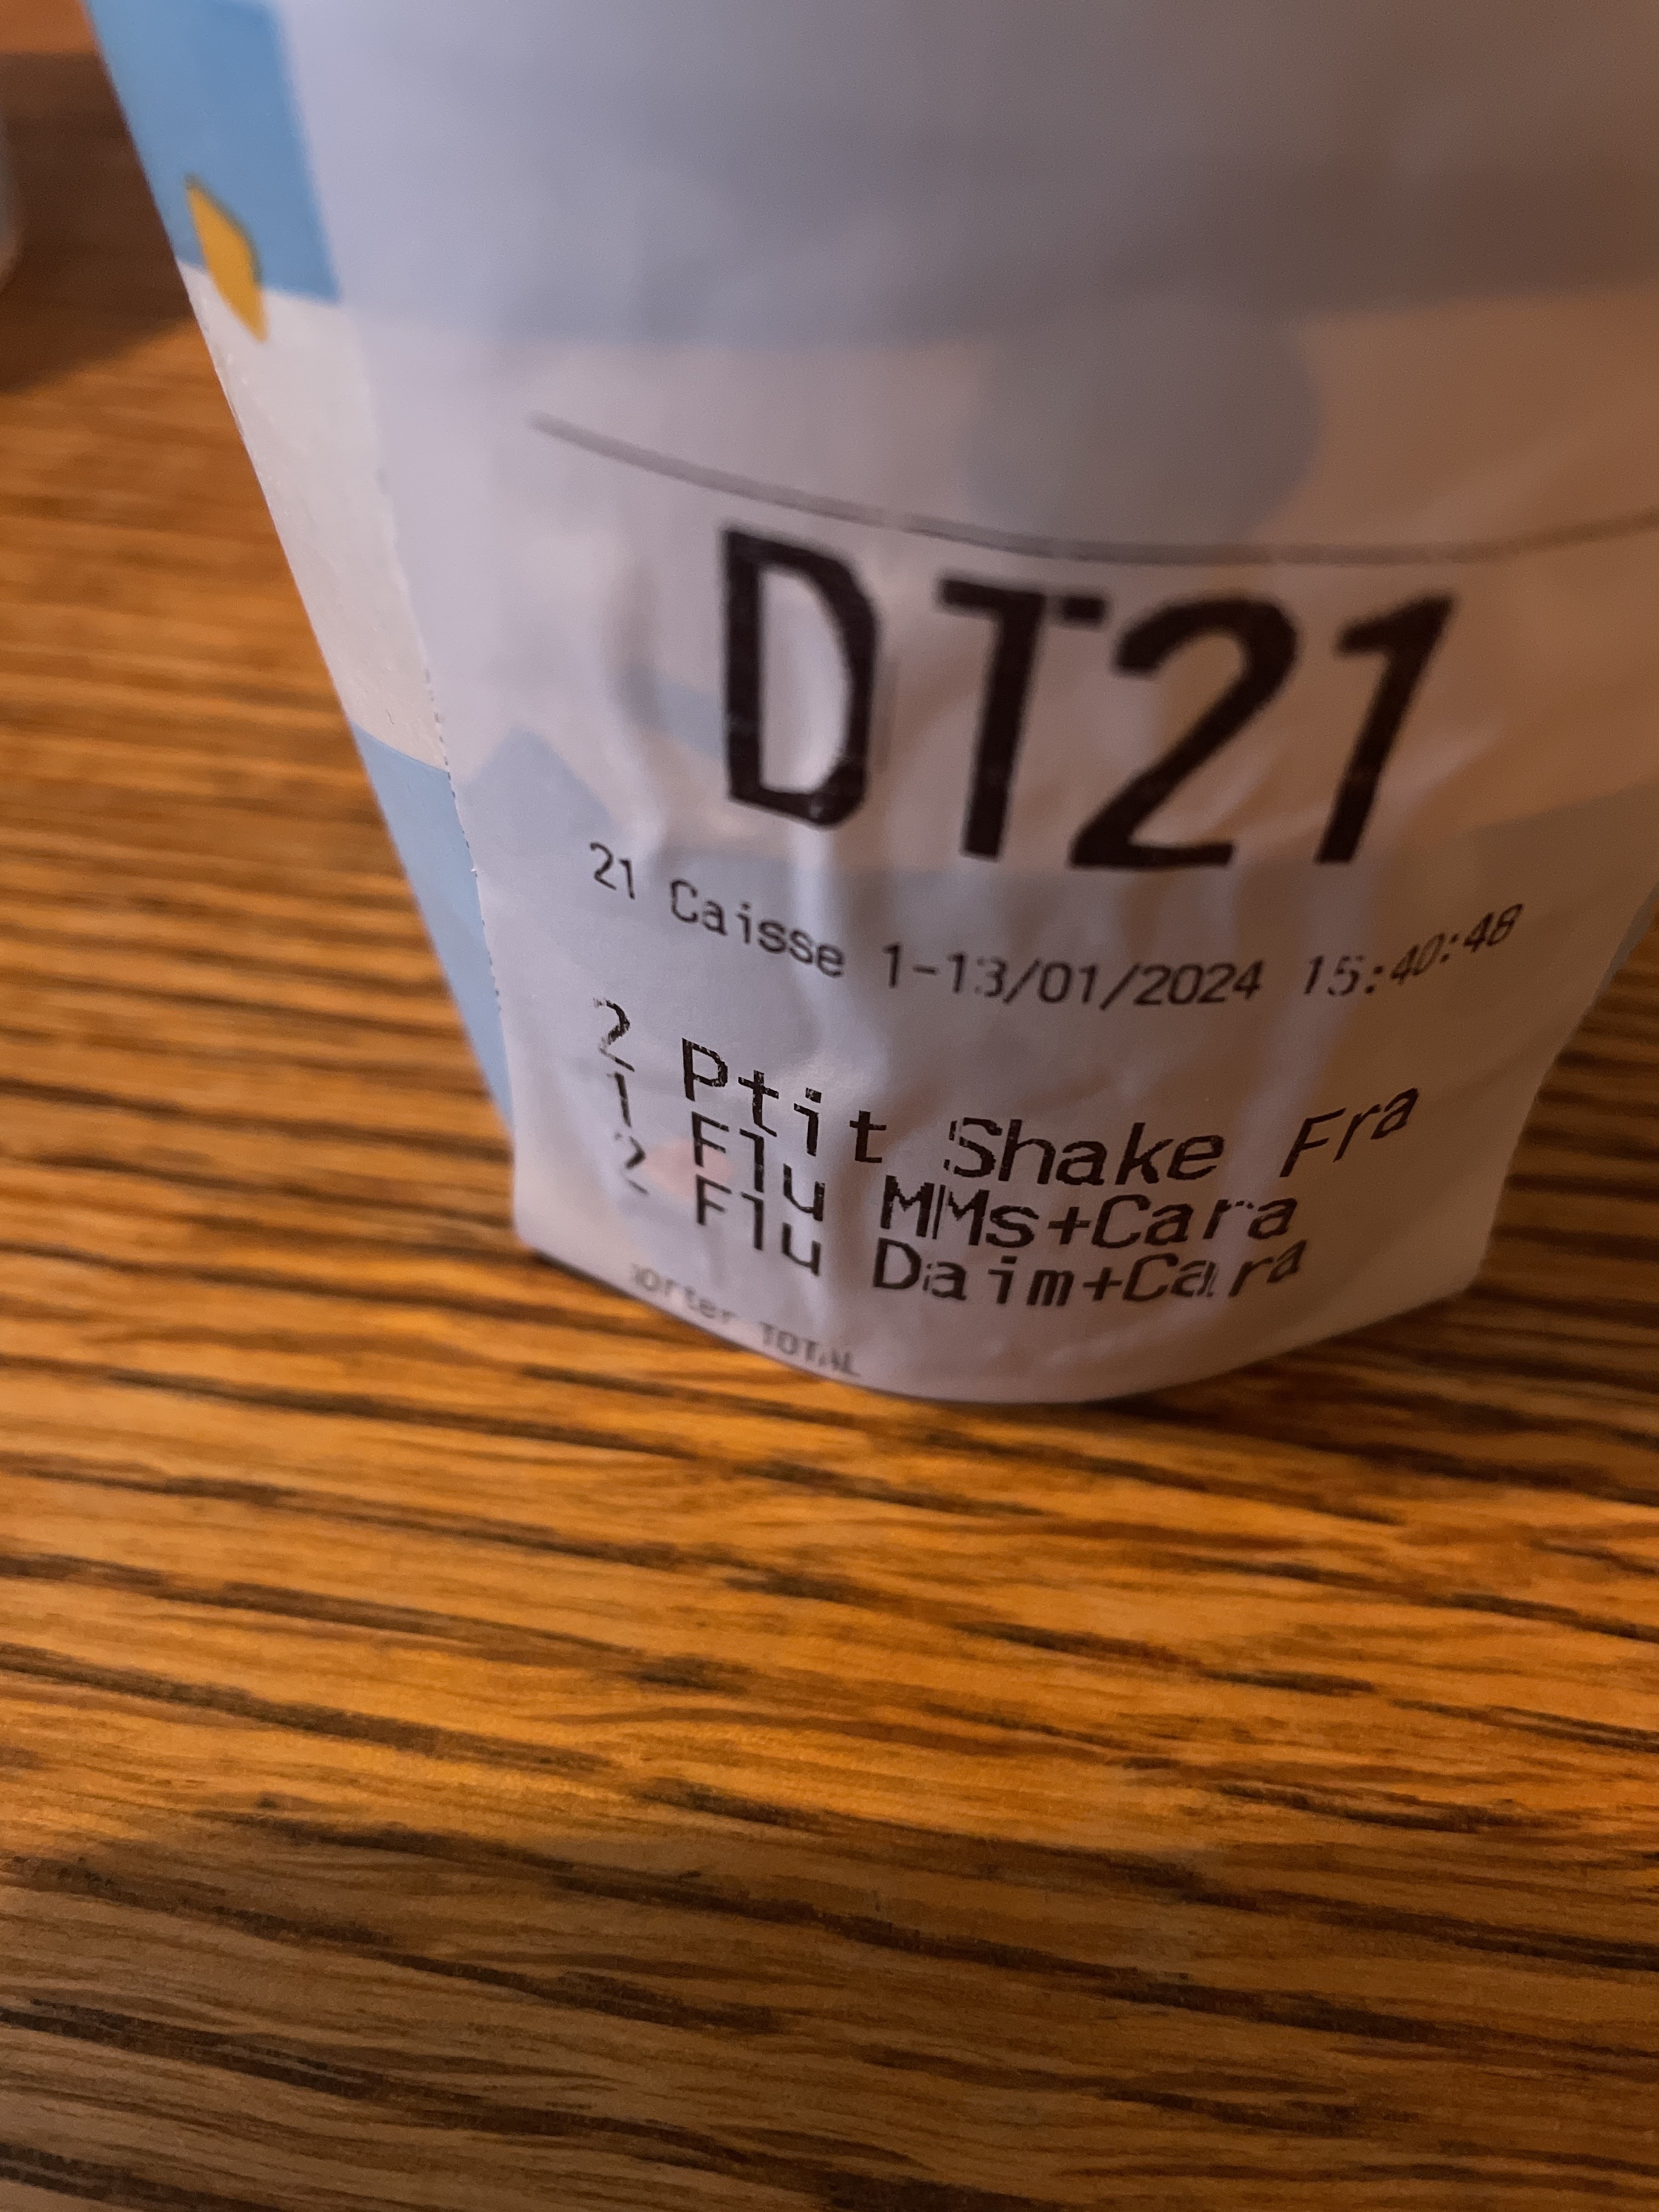 DT21
21 Caisse 1-13/01/2024 15:40:48
2 Ptit Shake Fra
1 Flu MMs+Cara
2 Flu Daim+Cara
TOTAL